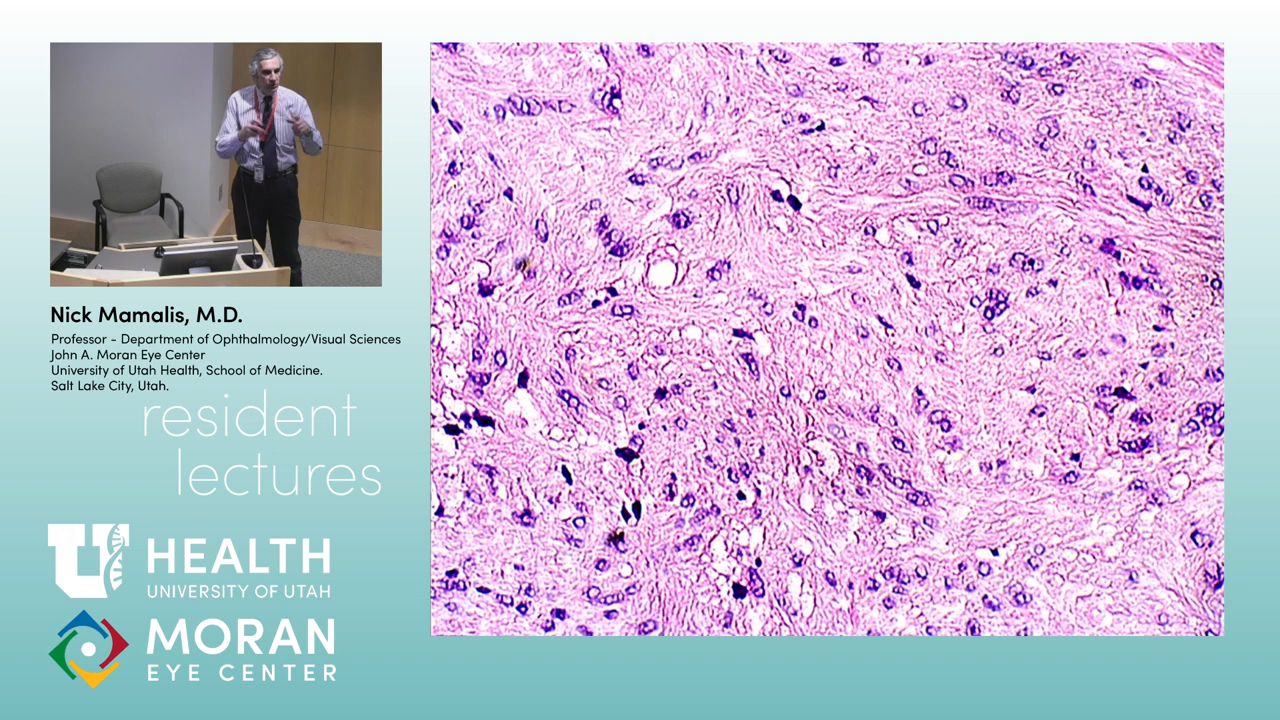 Nick Mamalis, M.D.
Professor - Department of Ophthalmology/Visual Sciences
John A. Moran Eye Center
University of Utah Health, School of Medicine.
Salt Lake City, Utah.
resident
lectures
U HEALTH
UNIVERSITY OF UTAH
MORAN
EYE CENTER